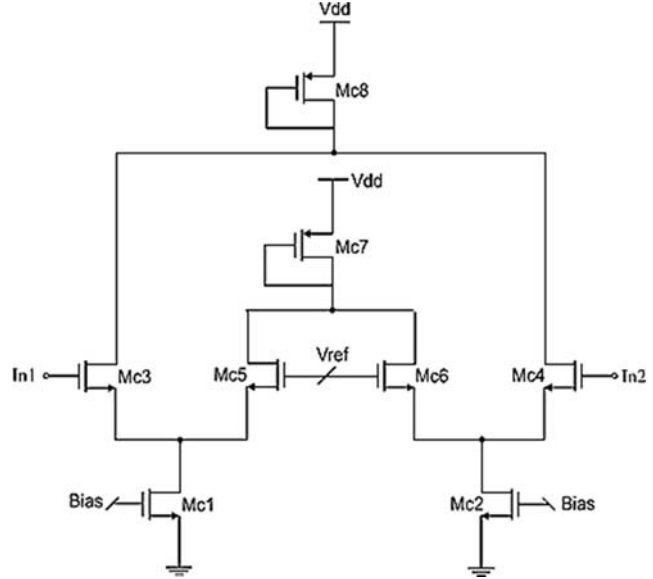 Vdd
Mc8
Vdd
Mc7
In1
Mc3
Mc5
Vref
Mc6
Mc4
In2
Bias
Mc1
Mc2
Bias